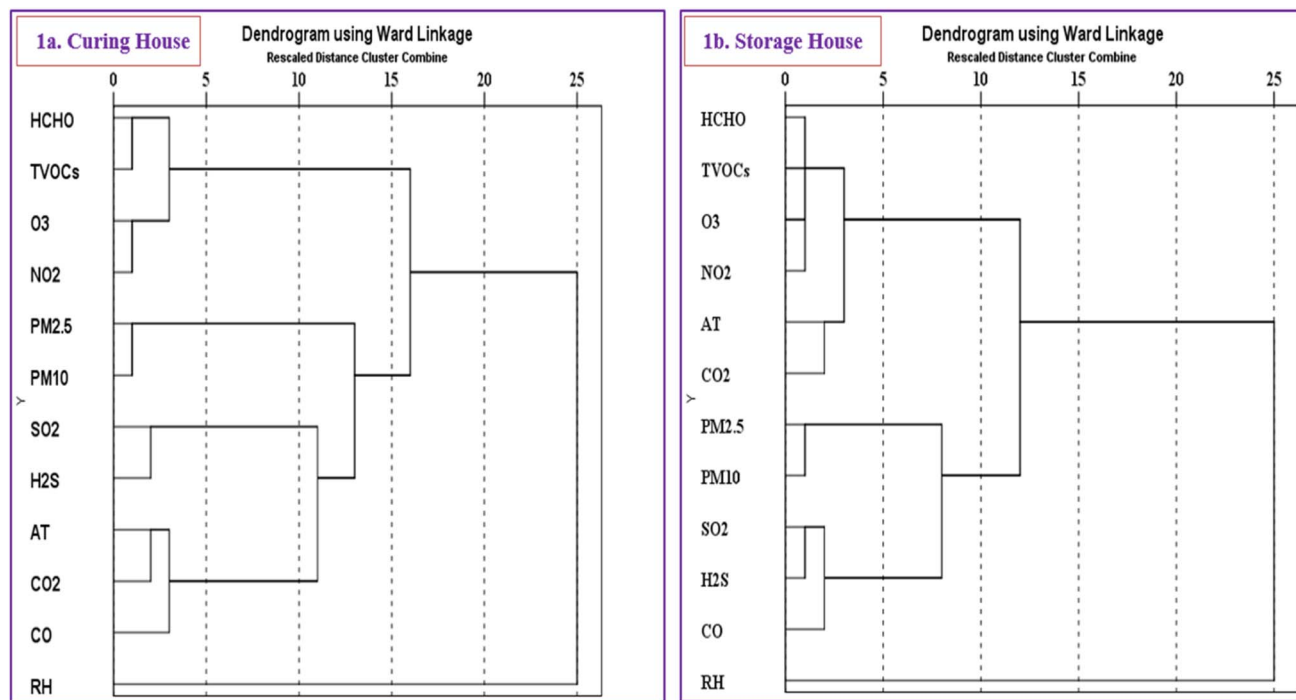 1a. Curing House
Dendrogram using Ward Linkage
Rescaled Distance Cluster Combine
0 5 10 15 20 25
HCHO
TVOCs
O3
NO2
PM2.5
PM10
Y
SO2
H2S
AT
CO2
CO
RH
1b. Storage House
Dendrogram using Ward Linkage
Rescaled Distance Cluster Combine
0 5 10 15 20 25
HCHO
TVOCs
O3
NO2
AT
CO2
Y
PM2.5
PM10
SO2
H2S
CO
RH